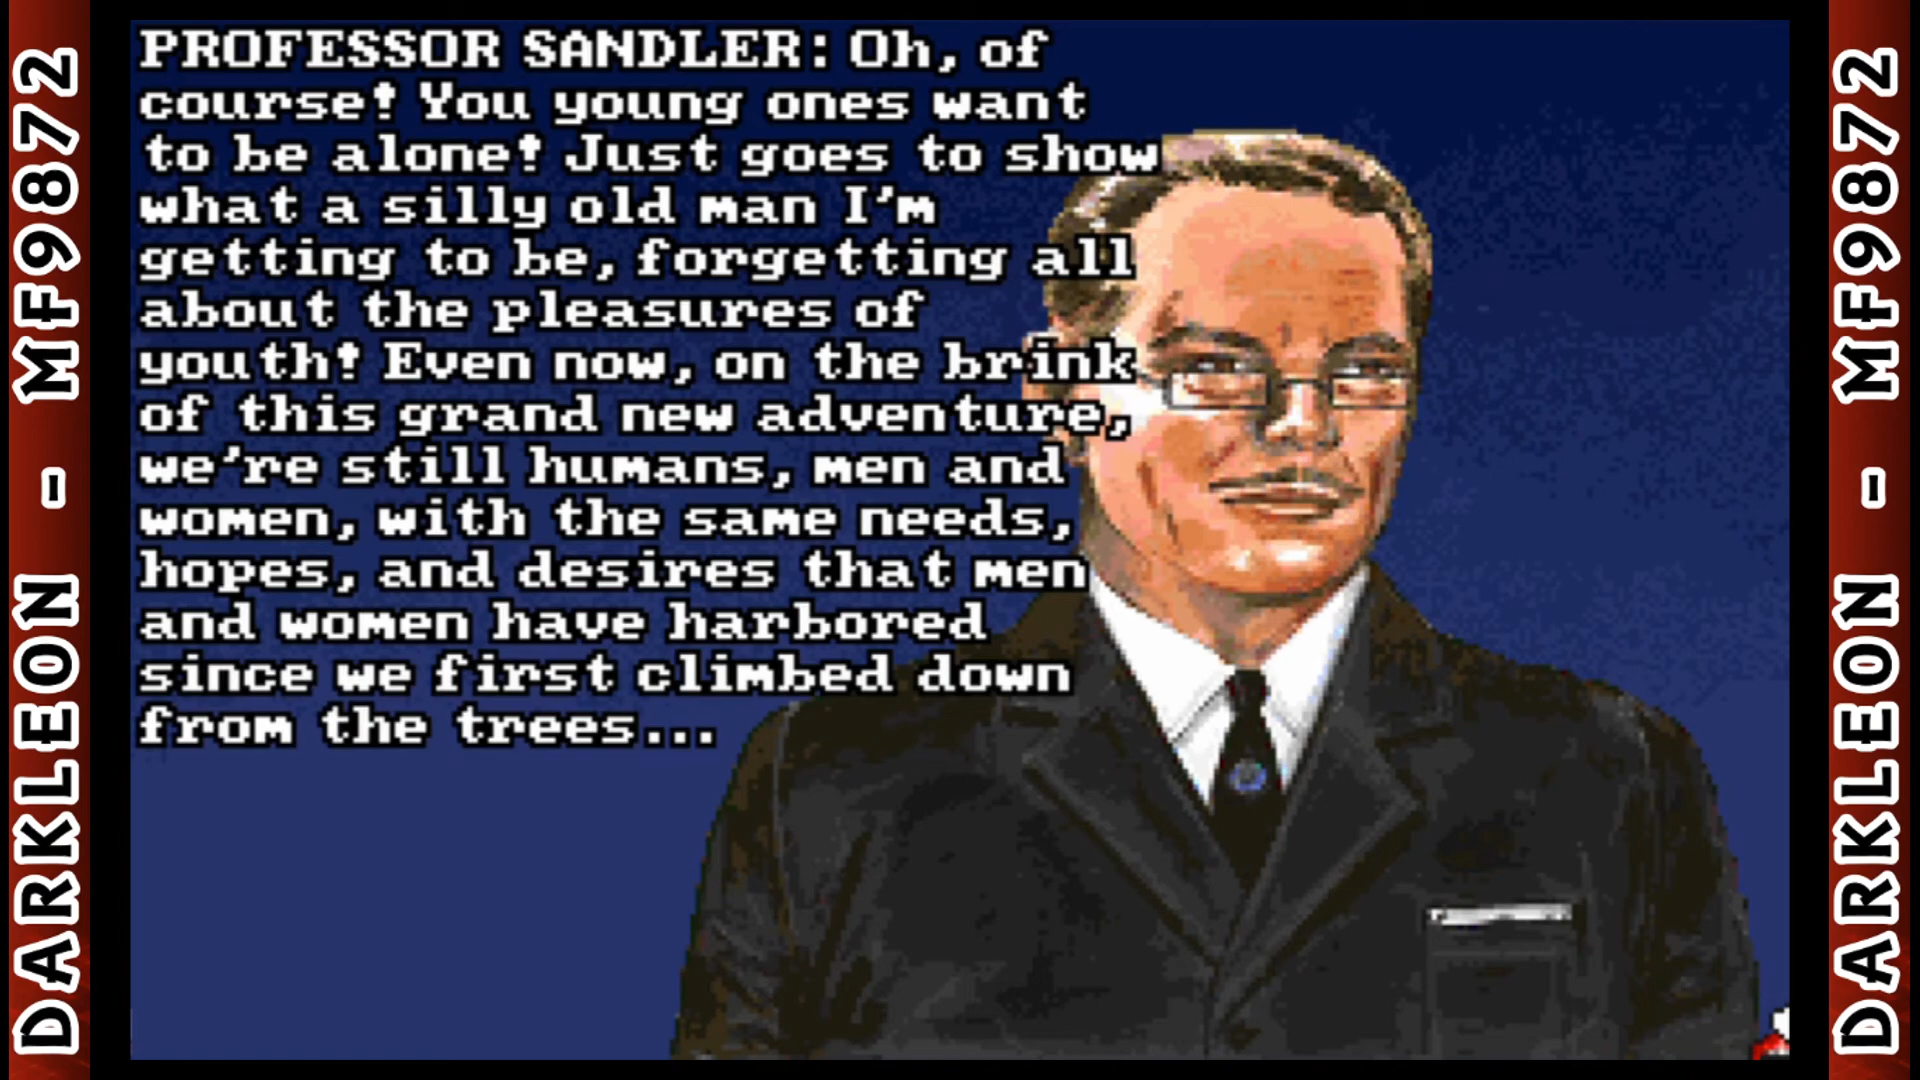 PROFESSOR SANDLER: Oh, of
course! You young ones want
to be alone! Just goes to show
what a silly old man I'm
getting to be, forgetting all
about the pleasures of
youth! Even now, on the brink
of this grand new adventure,
we're still humans, men and
women, with the same needs,
hopes, and desires that men
and women have harbored
since we first climbed down
from the trees...
DARKLEON - MF9872
DARKLEON - MF9872